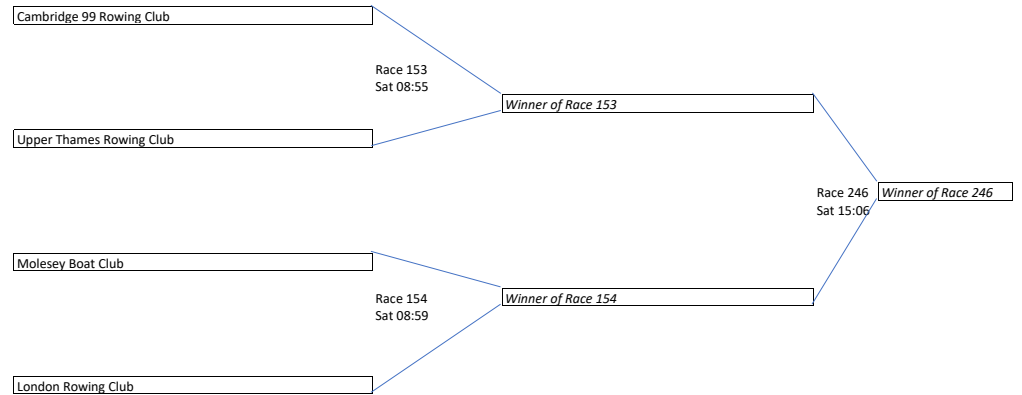 Cambridge 99 Rowing Club
Race 153
Sat 08:55
Winner of Race 153
Upper Thames Rowing Club
Race 246
Sat 15:06
Winner of Race 246
Molesey Boat Club
Race 154
Sat 08:59
Winner of Race 154
London Rowing Club